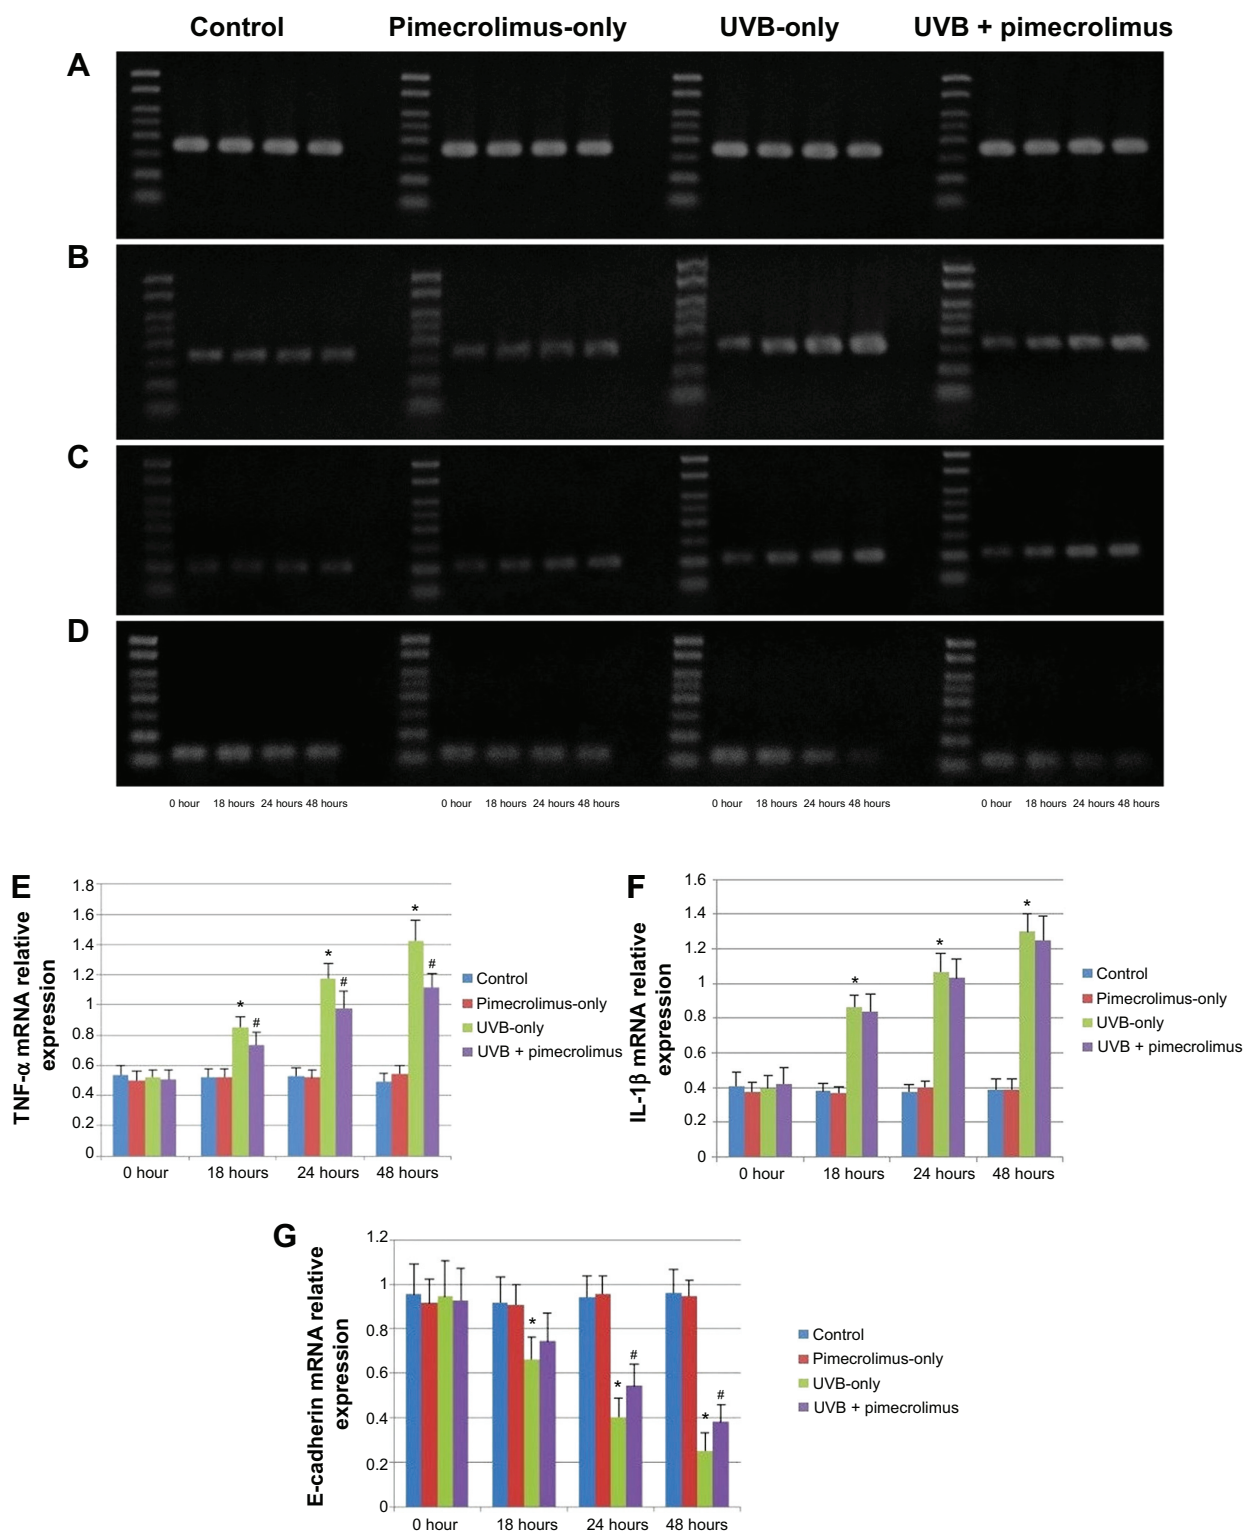 Control Pimecrolimus-only UVB-only UVB + pimecrolimus
A
B
C
D
0 hour 18 hours 24 hours 48 hours 0 hour 18 hours 24 hours 48 hours 0 hour 18 hours 24 hours 48 hours 0 hour 18 hours 24 hours 48 hours
E
TNF-α mRNA relative
expression
1.8
1.6
1.4
1.2
1
0.8
0.6
0.4
0.2
0
* # * # * #
0 hour 18 hours 24 hours 48 hours
Control
Pimecrolimus-only
UVB-only
UVB + pimecrolimus
F
IL-1β mRNA relative
expression
1.6
1.4
1.2
1
0.8
0.6
0.4
0.2
0
* * *
0 hour 18 hours 24 hours 48 hours
Control
Pimecrolimus-only
UVB-only
UVB + pimecrolimus
G
E-cadherin mRNA relative
expression
1.2
1
0.8
0.6
0.4
0.2
0
* * # * #
0 hour 18 hours 24 hours 48 hours
Control
Pimecrolimus-only
UVB-only
UVB + pimecrolimus